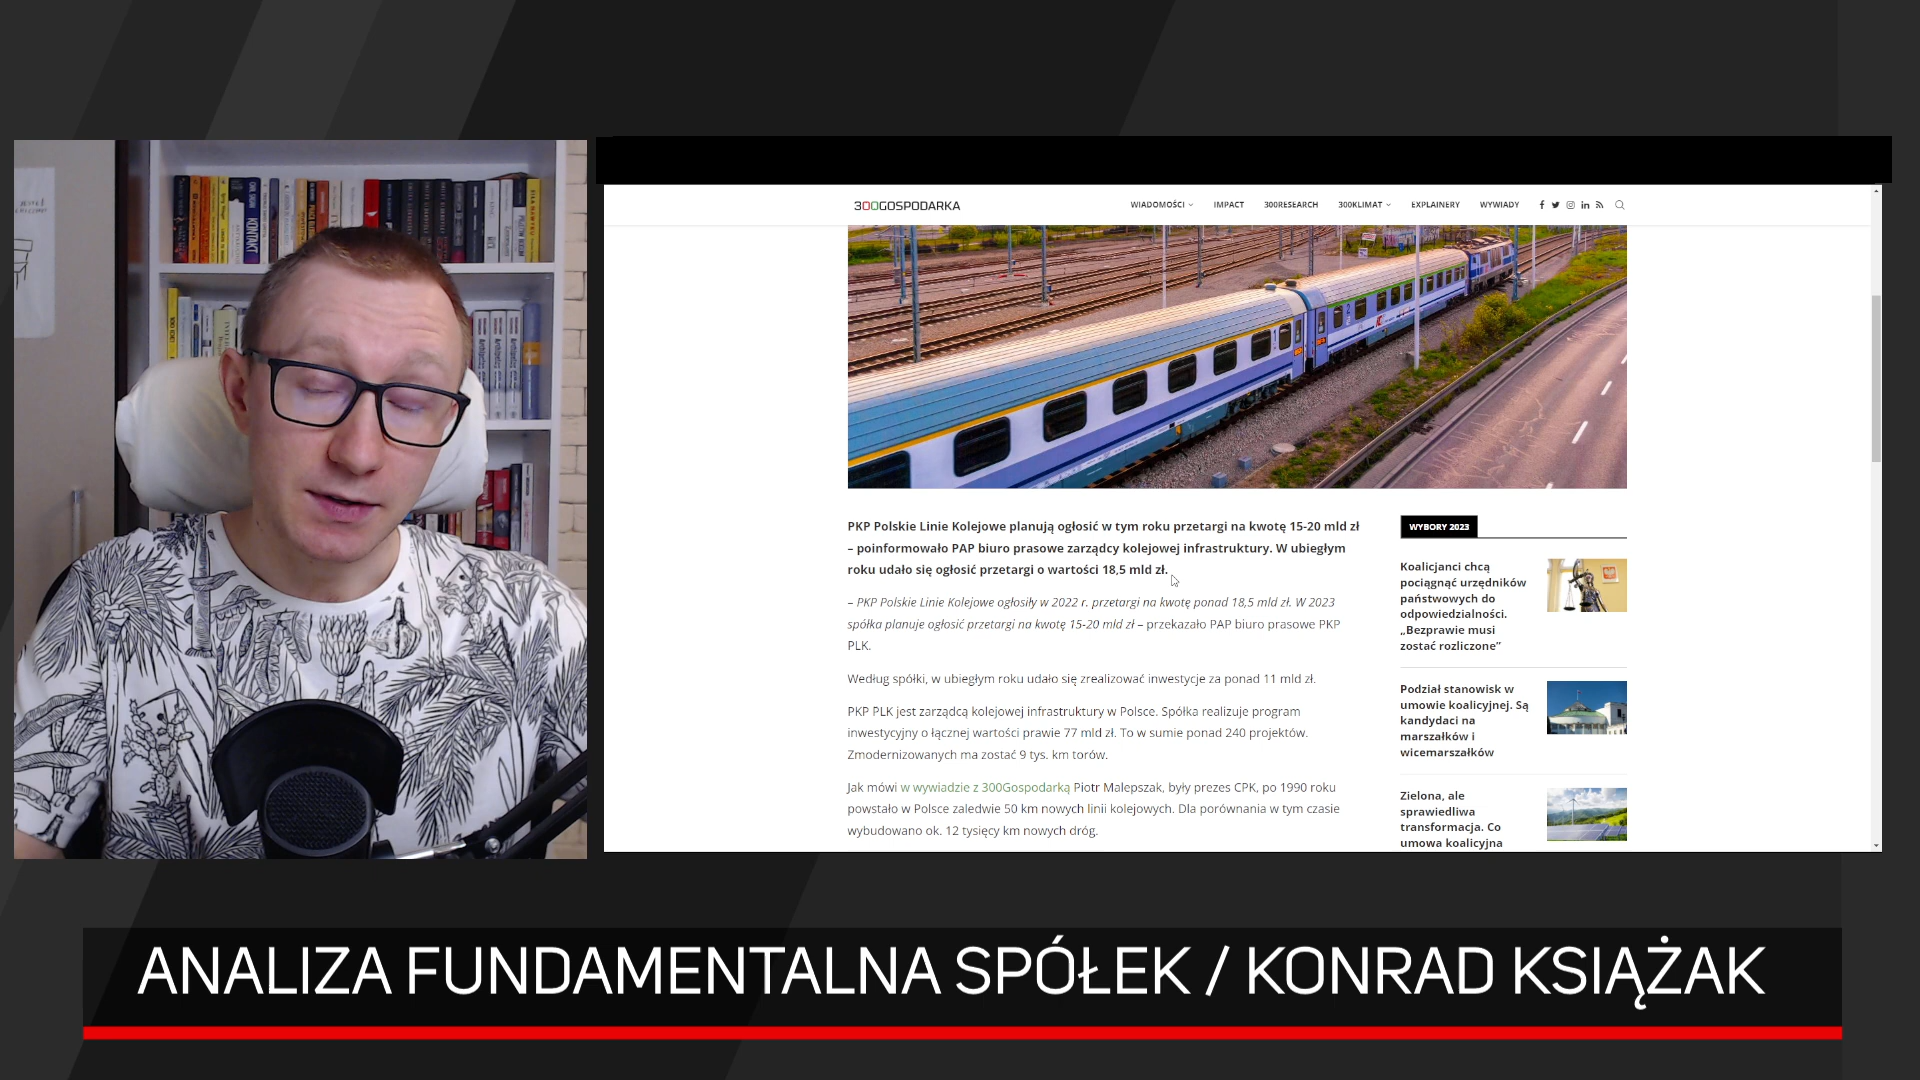 300GOSPODARKA
WIADOMOŚCI IMPACT 300RESEARCH 300KLIMAT EXPLAINERY WYWIADY
PKP Polskie Linie Kolejowe planują ogłosić w tym roku przetargi na kwotę 15-20 mld zł
– poinformowało PAP biuro prasowe zarządcy kolejowej infrastruktury. W ubiegłym
roku udało się ogłosić przetargi o wartości 18,5 mld zł.
– PKP Polskie Linie Kolejowe ogłosiły w 2022 r. przetargi na kwotę ponad 18,5 mld zł. W 2023
spółka planuje ogłosić przetargi na kwotę 15-20 mld zł – przekazało PAP biuro prasowe PKP
PLK.
Według spółki, w ubiegłym roku udało się zrealizować inwestycje za ponad 11 mld zł.
PKP PLK jest zarządcą kolejowej infrastruktury w Polsce. Spółka realizuje program
inwestycyjny o łącznej wartości prawie 77 mld zł. To w sumie ponad 240 projektów.
Zmodernizowanych ma zostać 9 tys. km torów.
Jak mówi w wywiadzie z 300Gospodarką Piotr Malepszak, były prezes CPK, po 1990 roku
powstało w Polsce zaledwie 50 km nowych linii kolejowych. Dla porównania w tym czasie
wybudowano ok. 12 tysięcy km nowych dróg.
WYBORY 2023
Koalicjanci chcą
pociągnąć urzędników
państwowych do
odpowiedzialności.
„Bezprawie musi
zostać rozliczone”
Podział stanowisk w
umowie koalicyjnej. Są
kandydaci na
marszałków i
wicemarszałków
Zielona, ale
sprawiedliwa
transformacja. Co
umowa koalicyjna
ANALIZA FUNDAMENTALNA SPÓŁEK / KONRAD KSIĄŻAK